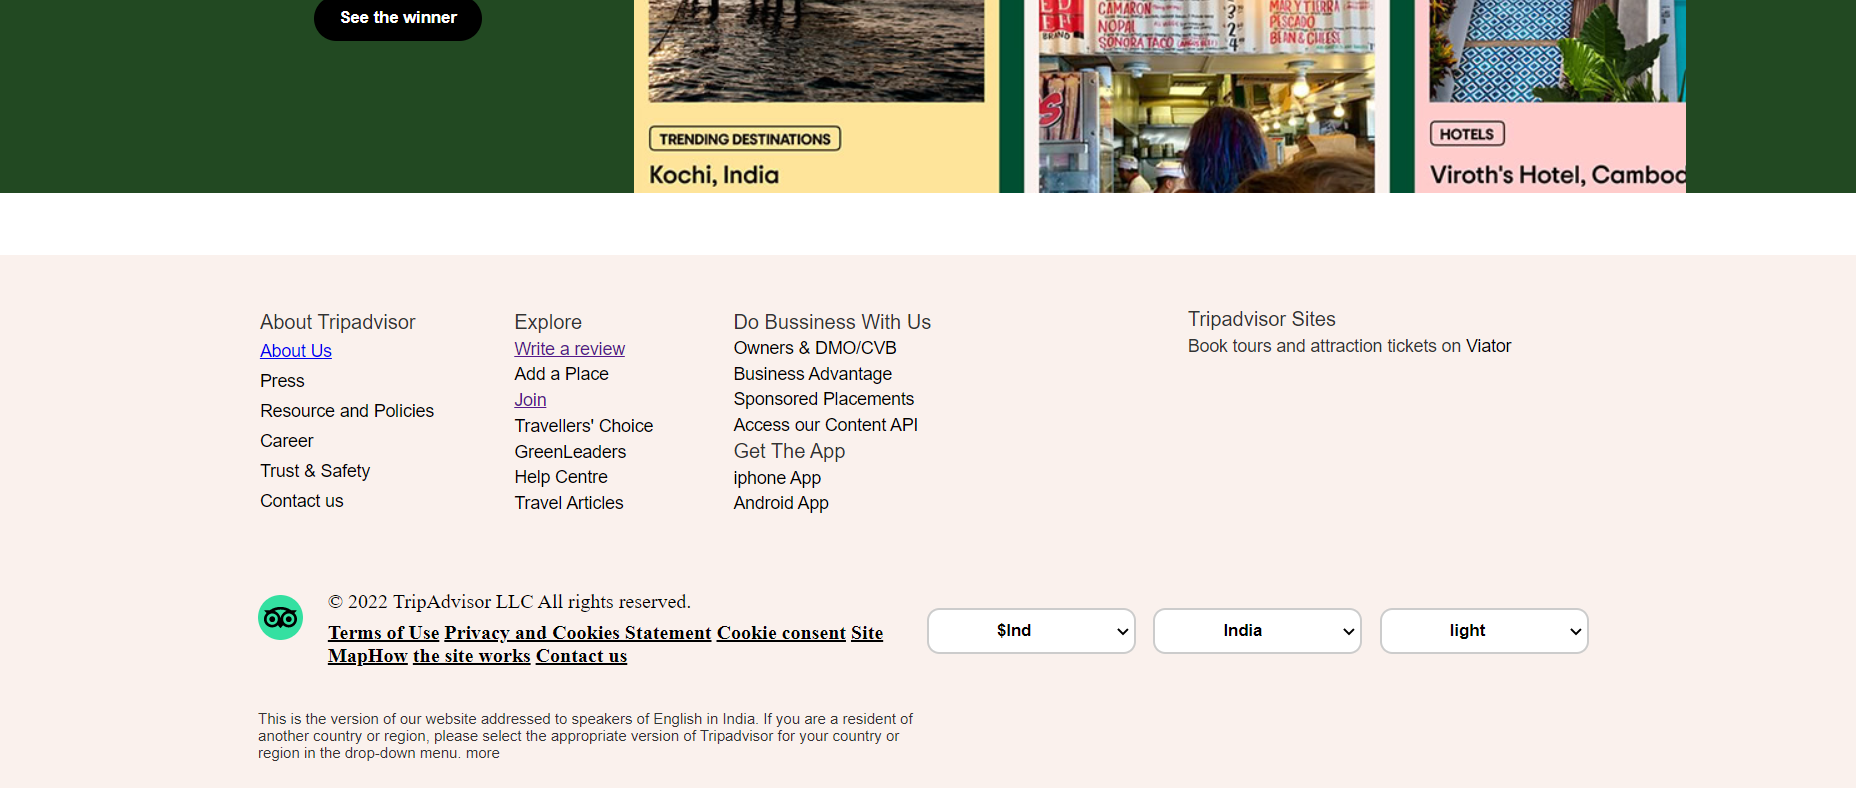 See the winner
TRENDING DESTINATIONS
Kochi, India
CAMARON
NOPAL
SONORA TACO
BRAND
MAR Y TIERRA
PESCADO
BEAN & CHEESE
HOTELS
Viroth's Hotel, Camboc
About Tripadvisor
About Us
Press
Resource and Policies
Career
Trust & Safety
Contact us
Explore
Write a review
Add a Place
Join
Travellers' Choice
GreenLeaders
Help Centre
Travel Articles
Do Bussiness With Us
Owners & DMO/CVB
Business Advantage
Sponsored Placements
Access our Content API
Get The App
iphone App
Android App
Tripadvisor Sites
Book tours and attraction tickets on Viator
© 2022 TripAdvisor LLC All rights reserved.
Terms of Use Privacy and Cookies Statement Cookie consent Site
MapHow the site works Contact us
$Ind
India
light
This is the version of our website addressed to speakers of English in India. If you are a resident of
another country or region, please select the appropriate version of Tripadvisor for your country or
region in the drop-down menu. more